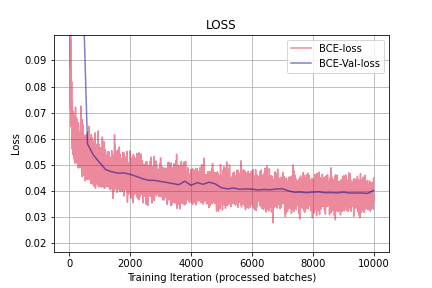 LOSS
BCE-loss
BCE-Val-loss
0.09
0.08
0.07
0.06
0.05
0.04
0.03
0.02
Loss
0 2000 4000 6000 8000 10000
Training Iteration (processed batches)